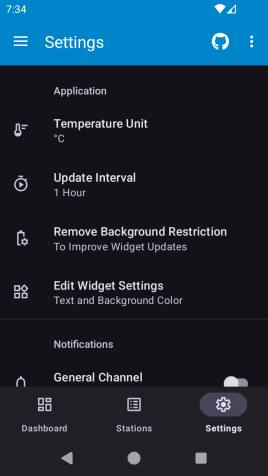 7:34
Settings
Application
Temperature Unit
°C
Update Interval
1 Hour
Remove Background Restriction
To Improve Widget Updates
Edit Widget Settings
Text and Background Color
Notifications
General Channel
Dashboard
Stations
Settings